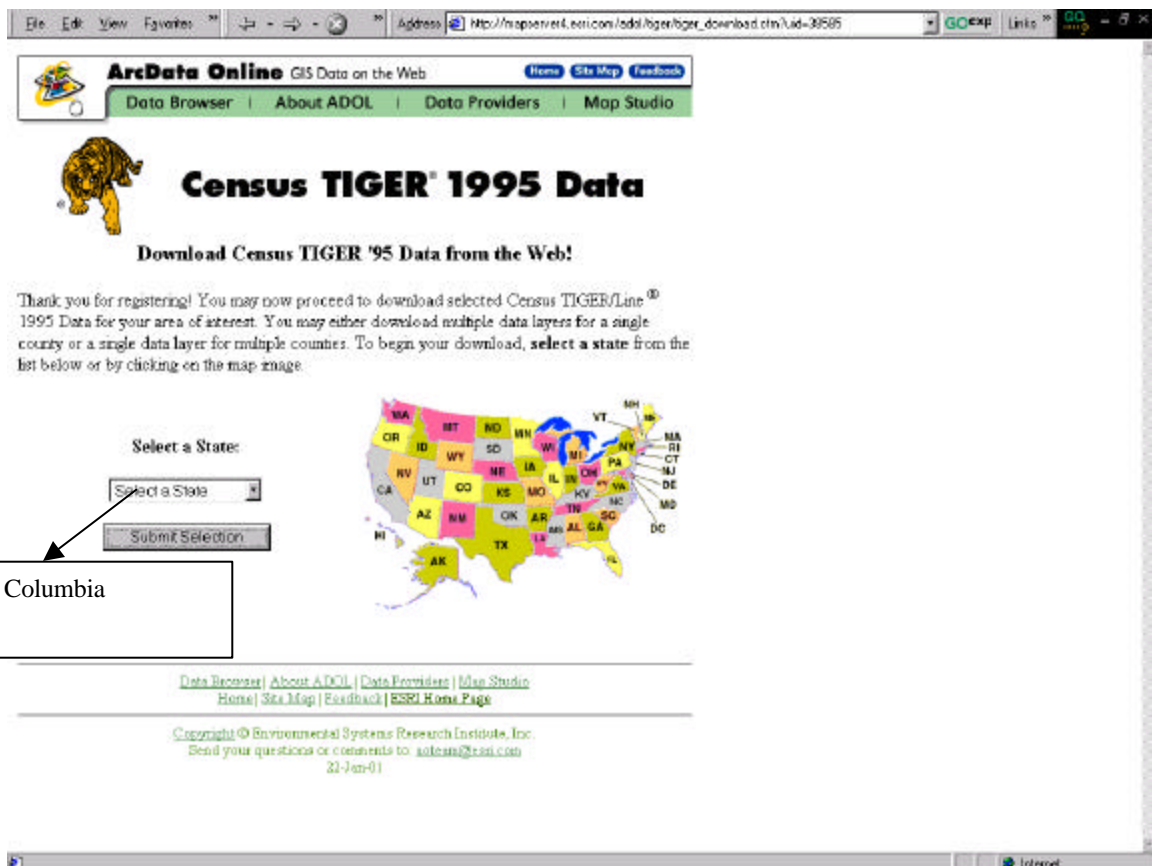 File Edit View Favorites » Address http://mapserver4.esri.com/adol/tiger/tiger_download.cfm?uid=38585 GOexp Links »
ArcData Online GIS Data on the Web Home Site Map Feedback
Data Browser | About ADOL | Data Providers | Map Studio
Census TIGER® 1995 Data
Download Census TIGER '95 Data from the Web!
Thank you for registering! You may now proceed to download selected Census TIGER/Line ®
1995 Data for your area of interest. You may either download multiple data layers for a single
county or a single data layer for multiple counties. To begin your download, select a state from the
list below or by clicking on the map image.
Select a State:
Select a State
Submit Selection
Columbia
NH
VT ME
WA MT ND MN MA
OR ID SD WI NY RI
WY MI CT
NV NE IA PA NJ
CA UT CO IL IN OH DE
KS MO KY WV VA MD
AZ NM OK AR TN NC DC
HI TX LA MS AL GA SC
AK FL
Data Browser | About ADOL | Data Providers | Map Studio
Home | Site Map | Feedback | ESRI Home Page
Copyright © Environmental Systems Research Institute, Inc.
Send your questions or comments to: aoteam@esri.com
22-Jan-01
Internet